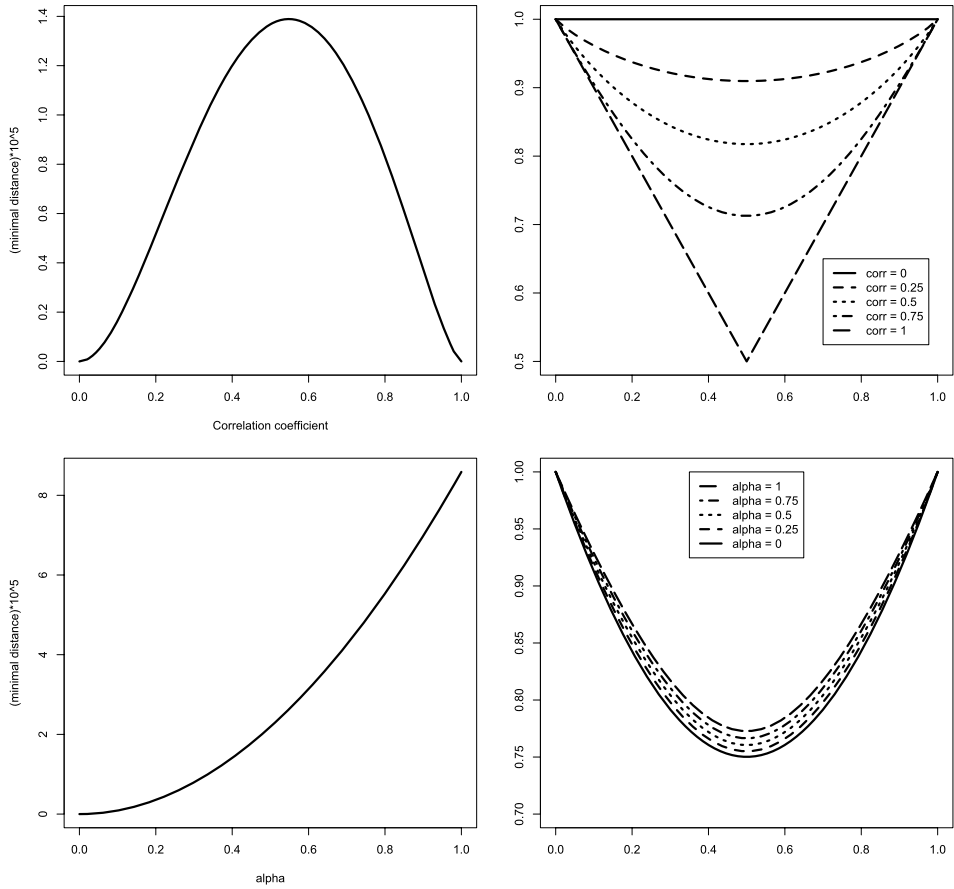 (minimal distance)*10^5
1.4
1.2
1.0
0.8
0.6
0.4
0.2
0.0
0.0 0.2 0.4 0.6 0.8 1.0
Correlation coefficient
1.0
0.9
0.8
0.7
0.6
0.5
corr = 0
corr = 0.25
corr = 0.5
corr = 0.75
corr = 1
0.0 0.2 0.4 0.6 0.8 1.0
(minimal distance)*10^5
8
6
4
2
0
0.0 0.2 0.4 0.6 0.8 1.0
alpha
1.00
0.95
0.90
0.85
0.80
0.75
0.70
alpha = 1
alpha = 0.75
alpha = 0.5
alpha = 0.25
alpha = 0
0.0 0.2 0.4 0.6 0.8 1.0